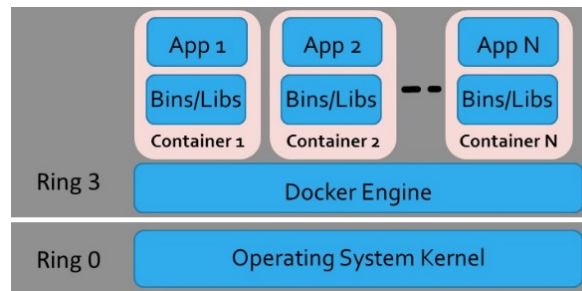 App 1
App 2
App N
Bins/Libs
Bins/Libs
Bins/Libs
Container 1
Container 2
Container N
Ring 3
Docker Engine
Ring 0
Operating System Kernel